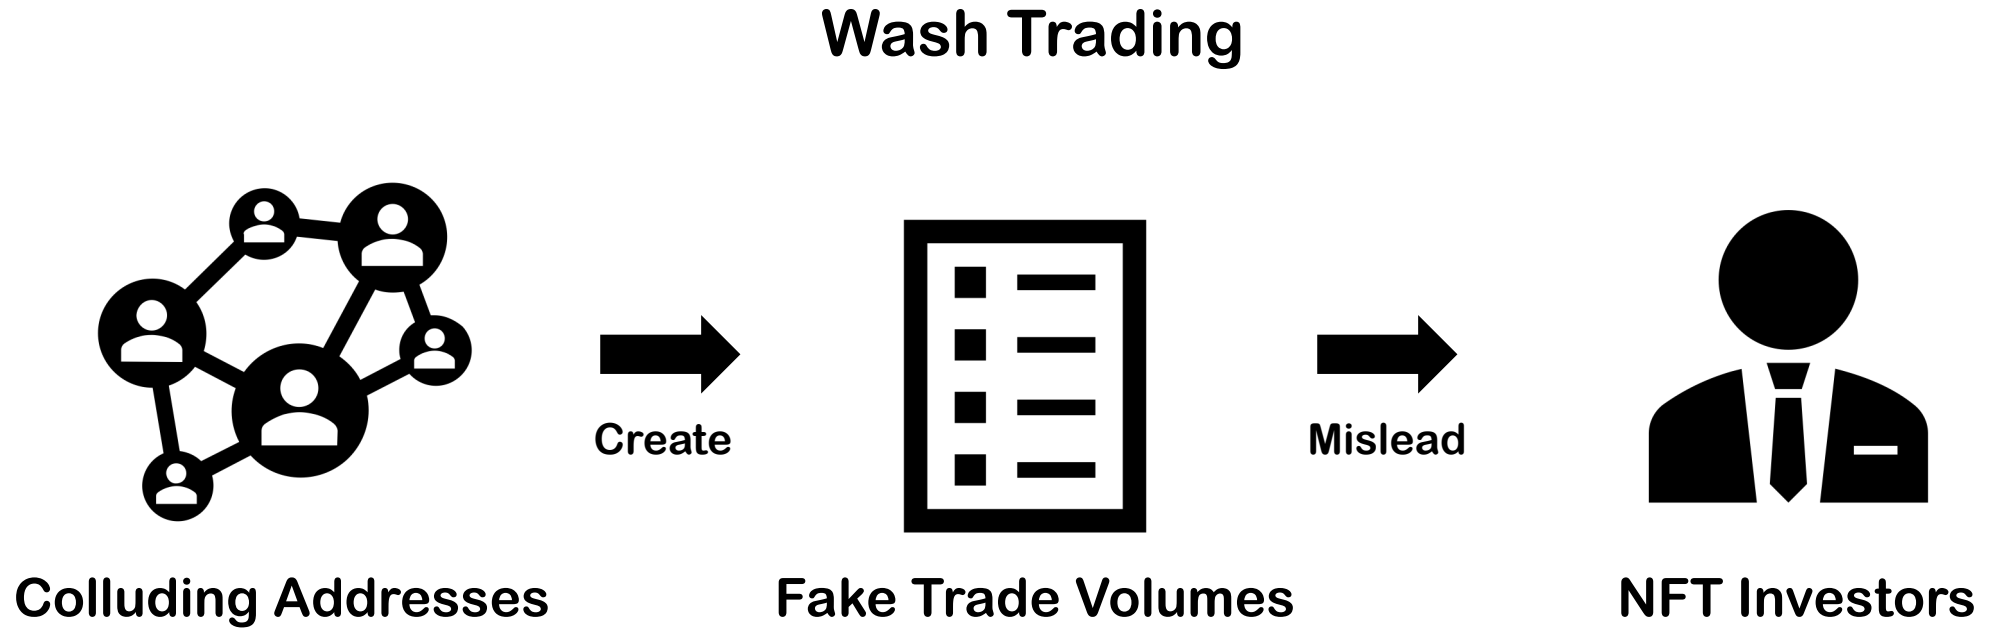 Wash Trading
Create
Mislead
Colluding Addresses
Fake Trade Volumes
NFT Investors